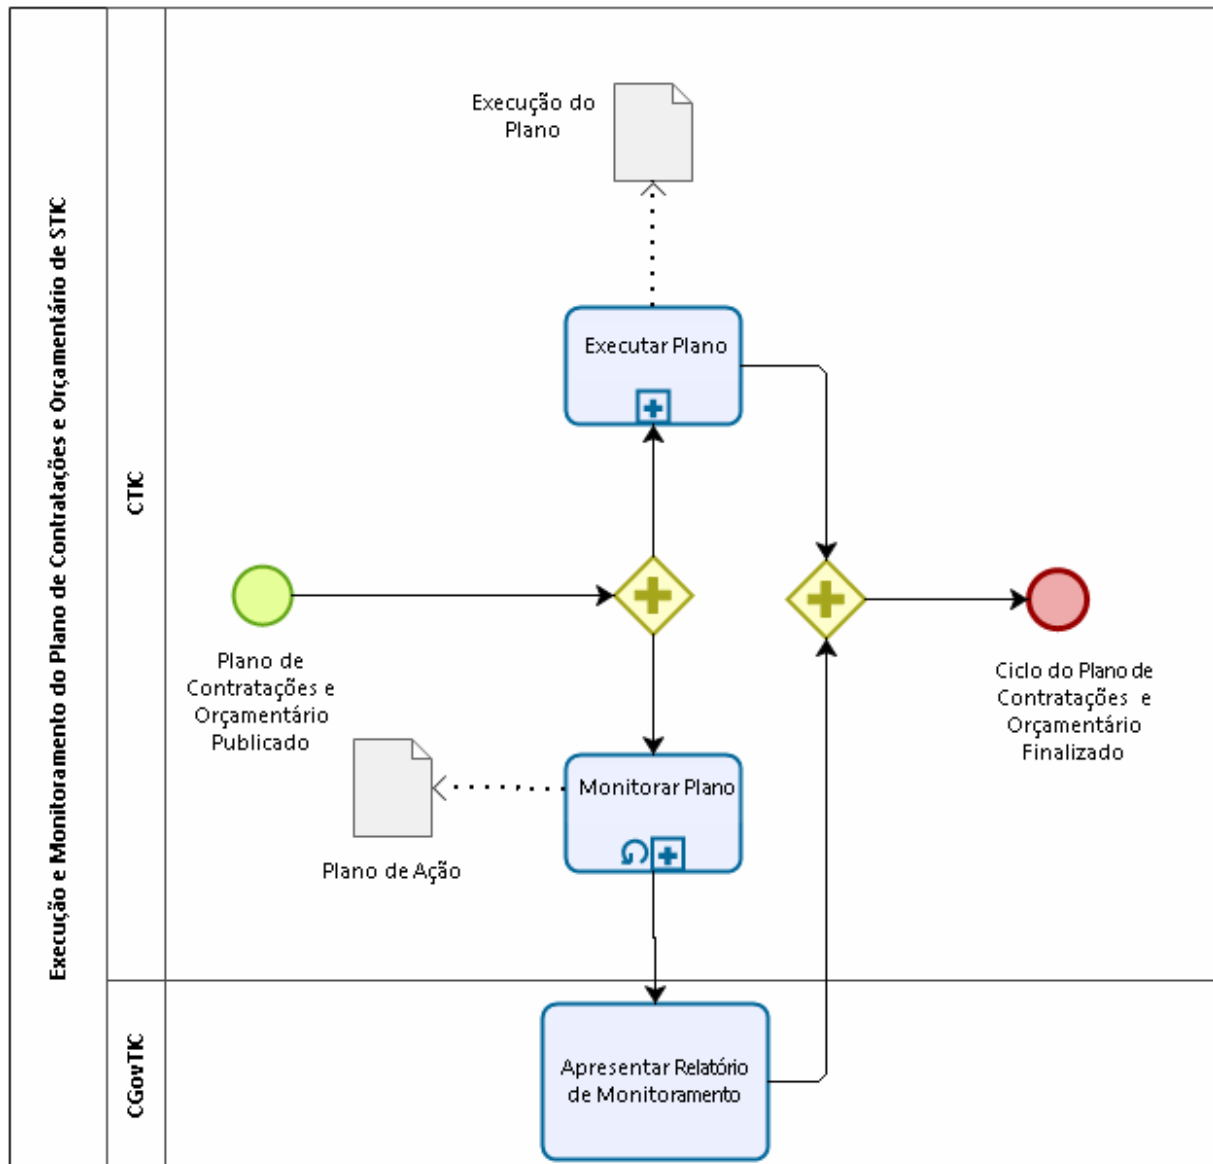 Execução e Monitoramento do Plano de Contratações e Orçamentário de STIC
CTIC
Execução do
Plano
Executar Plano
Plano de
Contratações e
Orçamentário
Publicado
Ciclo do Plano de
Contratações e
Orçamentário
Finalizado
Monitorar Plano
Plano de Ação
CGovTIC
Apresentar Relatório
de Monitoramento